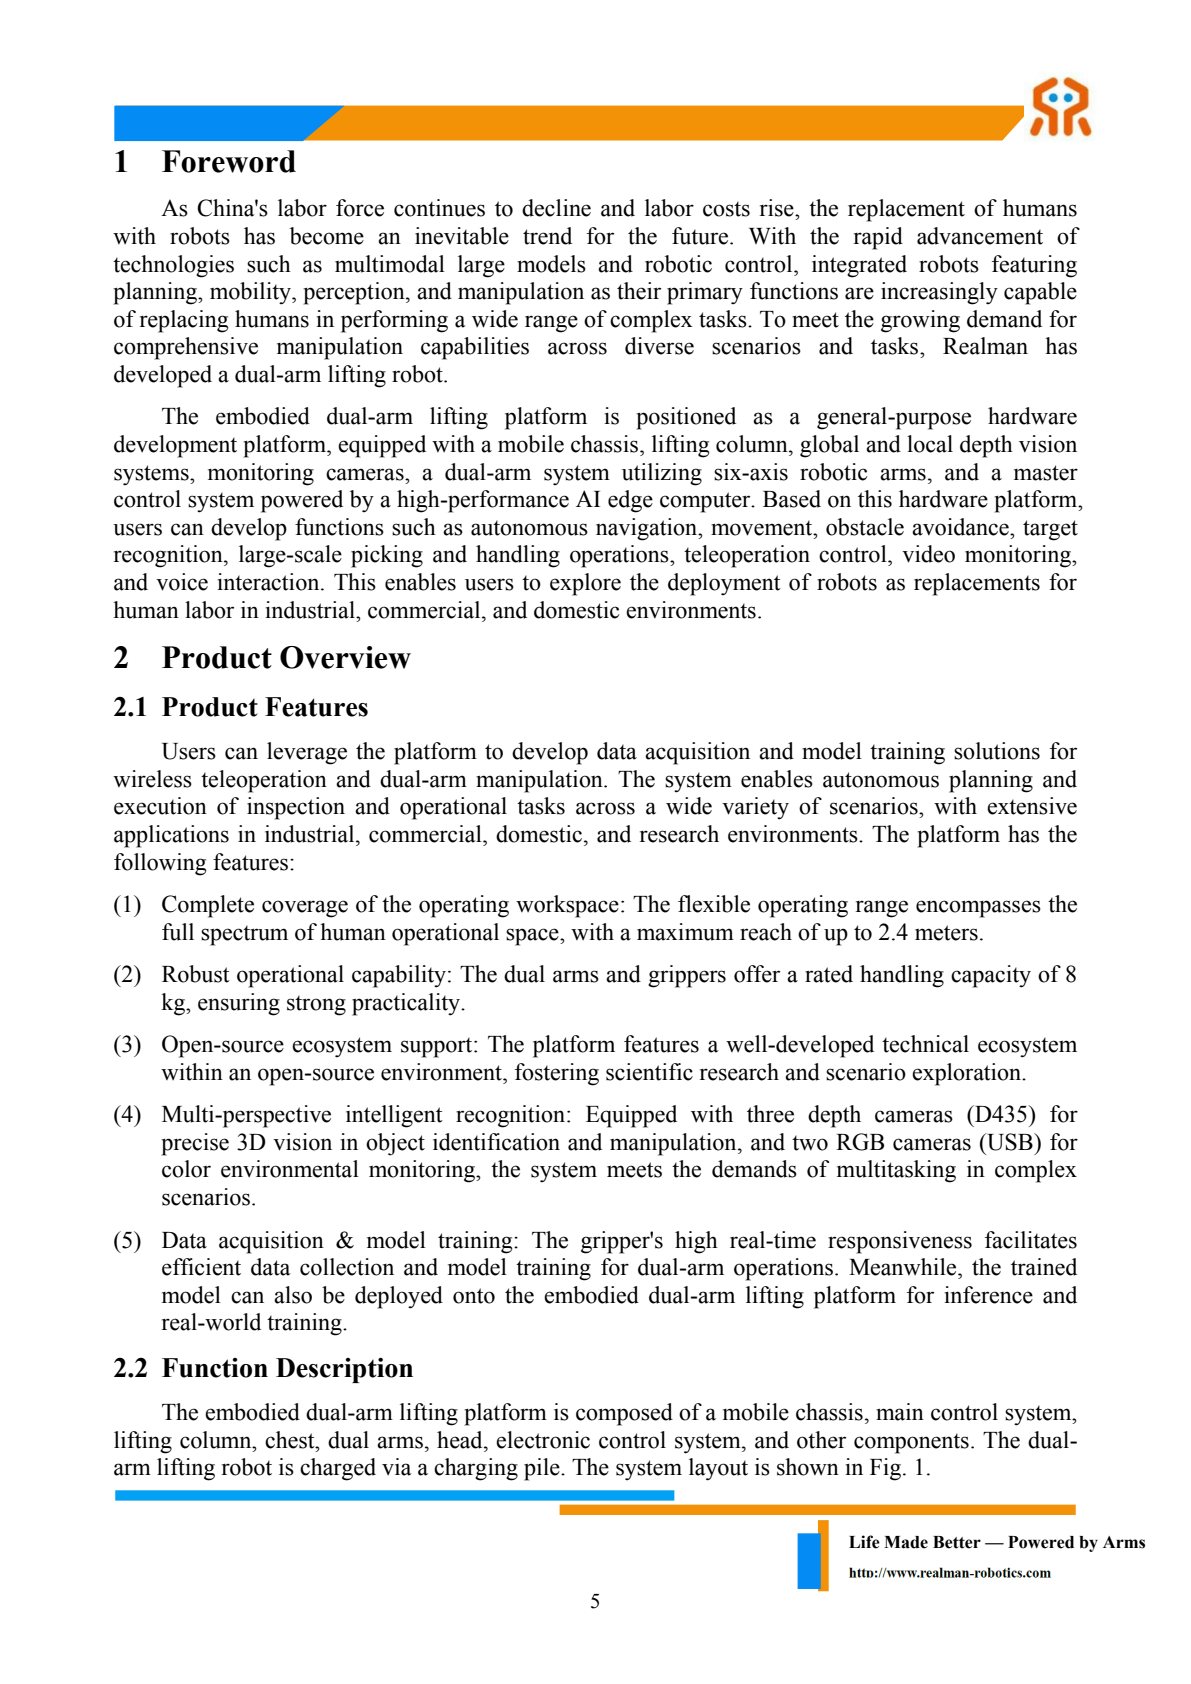 1 Foreword
As China's labor force continues to decline and labor costs rise, the replacement of humans
with robots has become an inevitable trend for the future. With the rapid advancement of
technologies such as multimodal large models and robotic control, integrated robots featuring
planning, mobility, perception, and manipulation as their primary functions are increasingly capable
of replacing humans in performing a wide range of complex tasks. To meet the growing demand for
comprehensive manipulation capabilities across diverse scenarios and tasks, Realman has
developed a dual-arm lifting robot.
The embodied dual-arm lifting platform is positioned as a general-purpose hardware
development platform, equipped with a mobile chassis, lifting column, global and local depth vision
systems, monitoring cameras, a dual-arm system utilizing six-axis robotic arms, and a master
control system powered by a high-performance AI edge computer. Based on this hardware platform,
users can develop functions such as autonomous navigation, movement, obstacle avoidance, target
recognition, large-scale picking and handling operations, teleoperation control, video monitoring,
and voice interaction. This enables users to explore the deployment of robots as replacements for
human labor in industrial, commercial, and domestic environments.
2 Product Overview
2.1 Product Features
Users can leverage the platform to develop data acquisition and model training solutions for
wireless teleoperation and dual-arm manipulation. The system enables autonomous planning and
execution of inspection and operational tasks across a wide variety of scenarios, with extensive
applications in industrial, commercial, domestic, and research environments. The platform has the
following features:
(1) Complete coverage of the operating workspace: The flexible operating range encompasses the
full spectrum of human operational space, with a maximum reach of up to 2.4 meters.
(2) Robust operational capability: The dual arms and grippers offer a rated handling capacity of 8
kg, ensuring strong practicality.
(3) Open-source ecosystem support: The platform features a well-developed technical ecosystem
within an open-source environment, fostering scientific research and scenario exploration.
(4) Multi-perspective intelligent recognition: Equipped with three depth cameras (D435) for
precise 3D vision in object identification and manipulation, and two RGB cameras (USB) for
color environmental monitoring, the system meets the demands of multitasking in complex
scenarios.
(5) Data acquisition & model training: The gripper's high real-time responsiveness facilitates
efficient data collection and model training for dual-arm operations. Meanwhile, the trained
model can also be deployed onto the embodied dual-arm lifting platform for inference and
real-world training.
2.2 Function Description
The embodied dual-arm lifting platform is composed of a mobile chassis, main control system,
lifting column, chest, dual arms, head, electronic control system, and other components. The dual-
arm lifting robot is charged via a charging pile. The system layout is shown in Fig. 1.
Life Made Better — Powered by Arms
http://www.realman-robotics.com
5